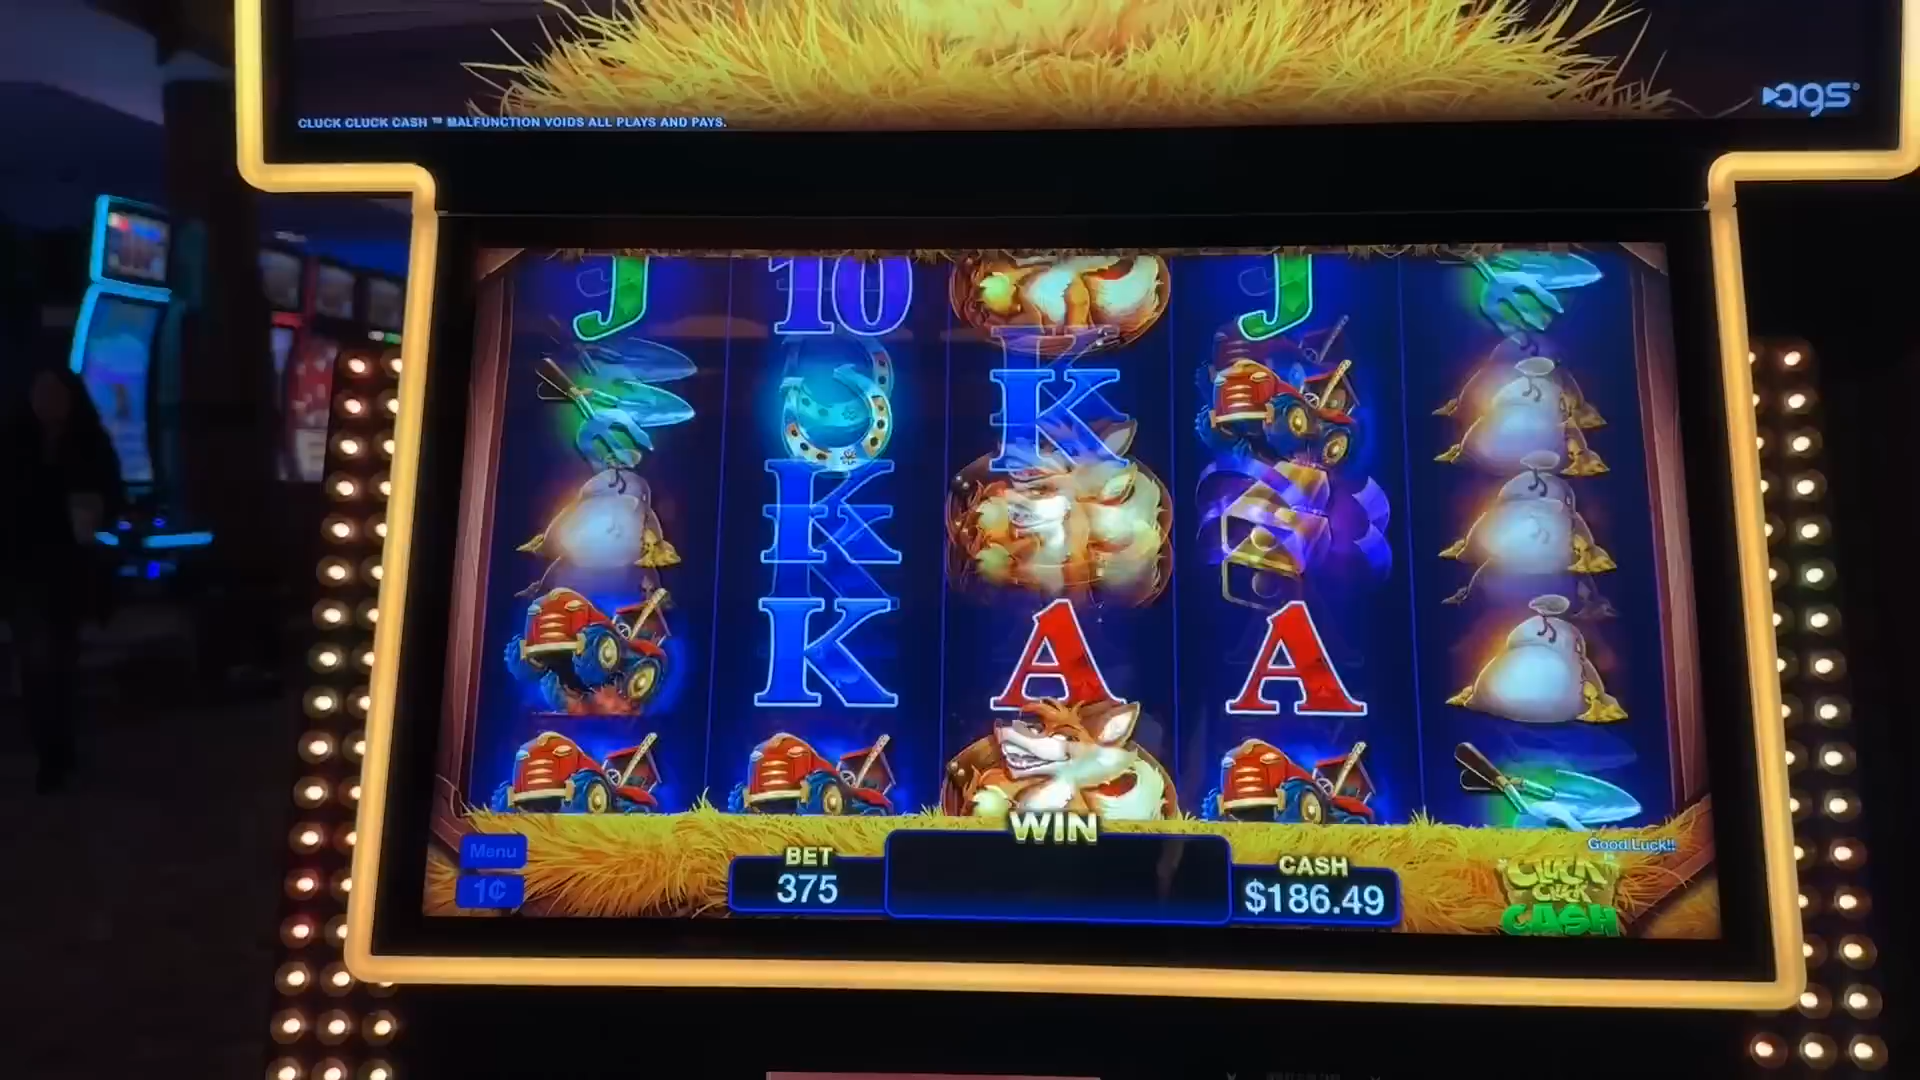 CLUCK CLUCK CASH ™ MALFUNCTION VOIDS ALL PLAYS AND PAYS.
ags
J 10 J
K
K
K A A
WIN
Good Luck!!
Menu
BET
CASH
1¢
375
$186.49
CLUCK
CLUCK
CASH